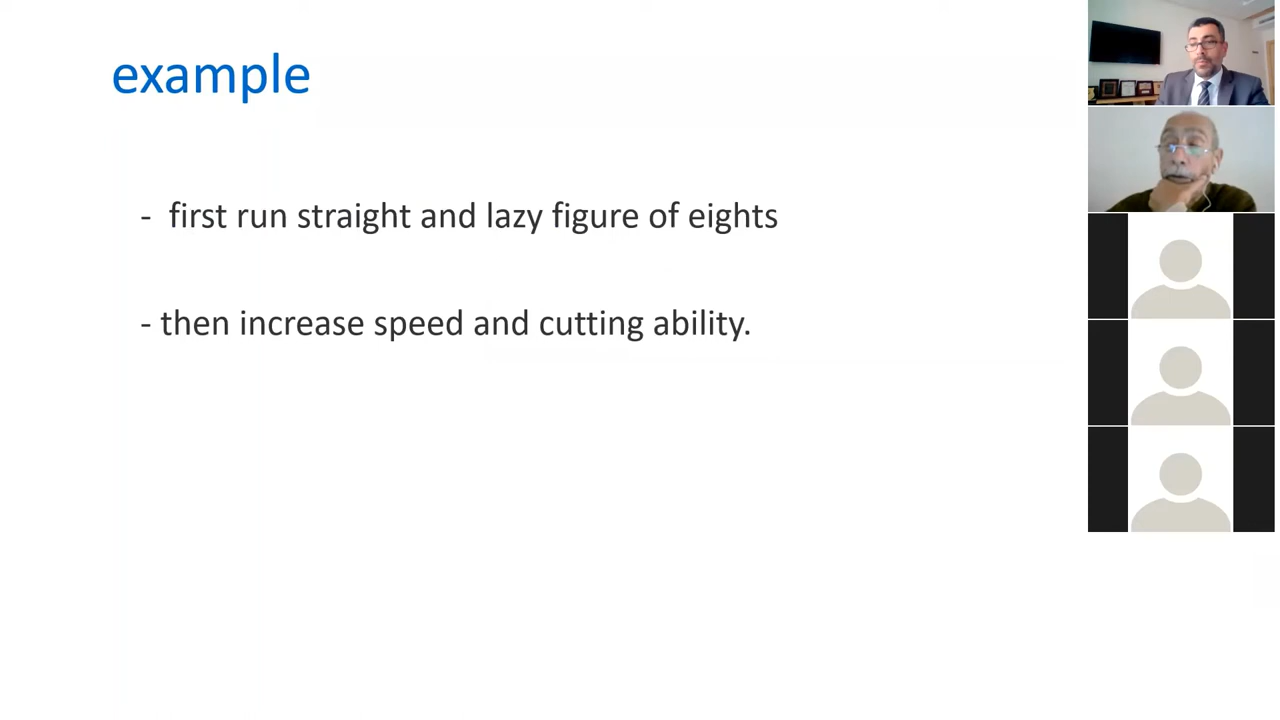 example
- first run straight and lazy figure of eights
- then increase speed and cutting ability.